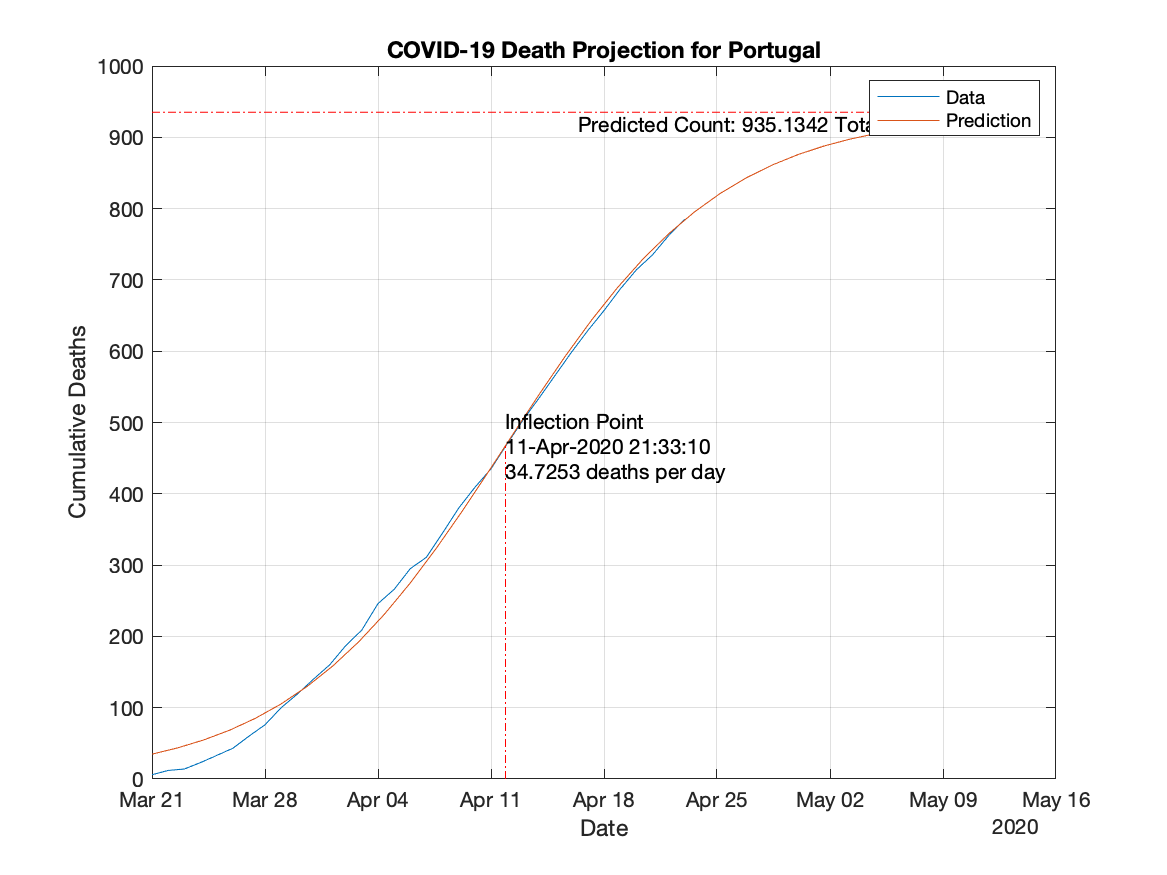 COVID-19 Death Projection for Portugal
1000
900
800
700
600
500
400
300
200
100
0
Cumulative Deaths
Data
Prediction
Predicted Count: 935.1342
Inflection Point
11-Apr-2020 21:33:10
34.7253 deaths per day
Mar 21 Mar 28 Apr 04 Apr 11 Apr 18 Apr 25 May 02 May 09 May 16
Date
2020